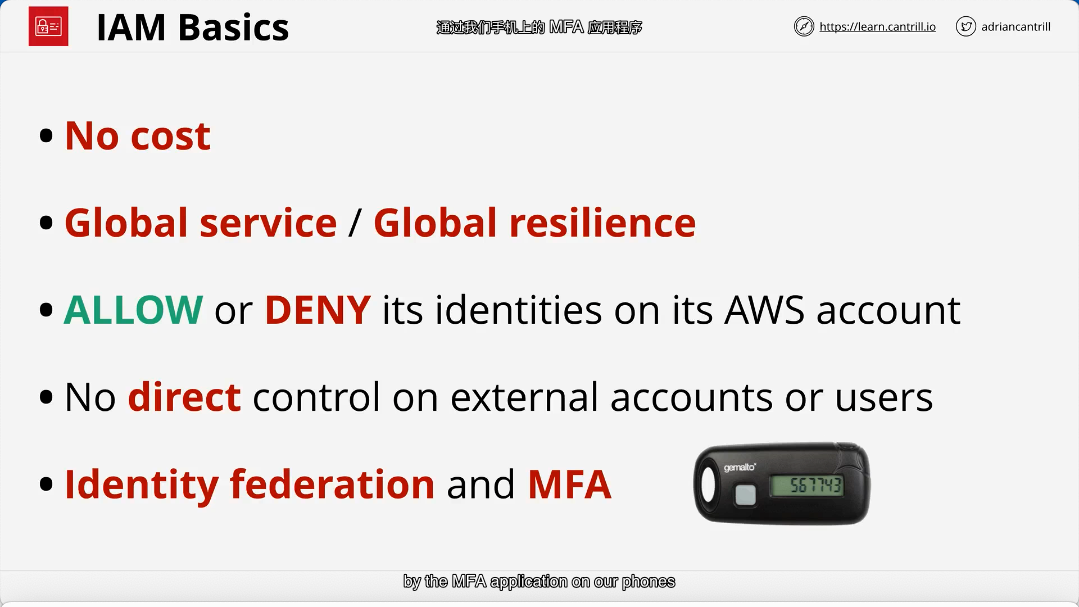 IAM Basics
通过我们手机上的 MFA 应用程序
https://learn.cantrill.io
adriancantrill
• No cost
• Global service / Global resilience
• ALLOW or DENY its identities on its AWS account
• No direct control on external accounts or users
• Identity federation and MFA
gemalto
567743
by the MFA application on our phones